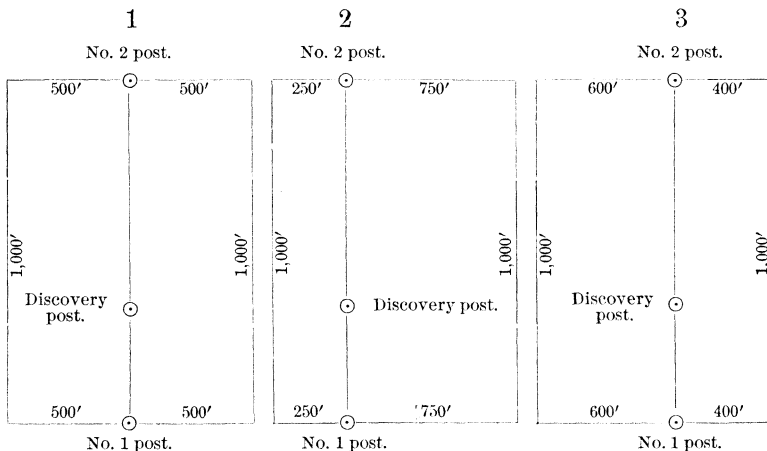 1 2 3
No. 2 post. No. 2 post. No. 2 post.
500′ 500′ 250′ 750′ 600′ 400′
1,000′ 1,000′ 1,000′ 1,000′ 1,000′ 1,000′
Discovery
post.
Discovery post.
Discovery
post.
500′ 500′ 250′ 750′ 600′ 400′
No. 1 post. No. 1 post. No. 1 post.